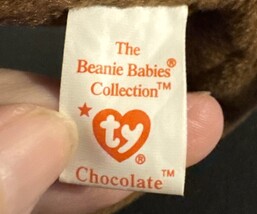 The
Beanie Babies®
Collection™
ty®
Chocolate™